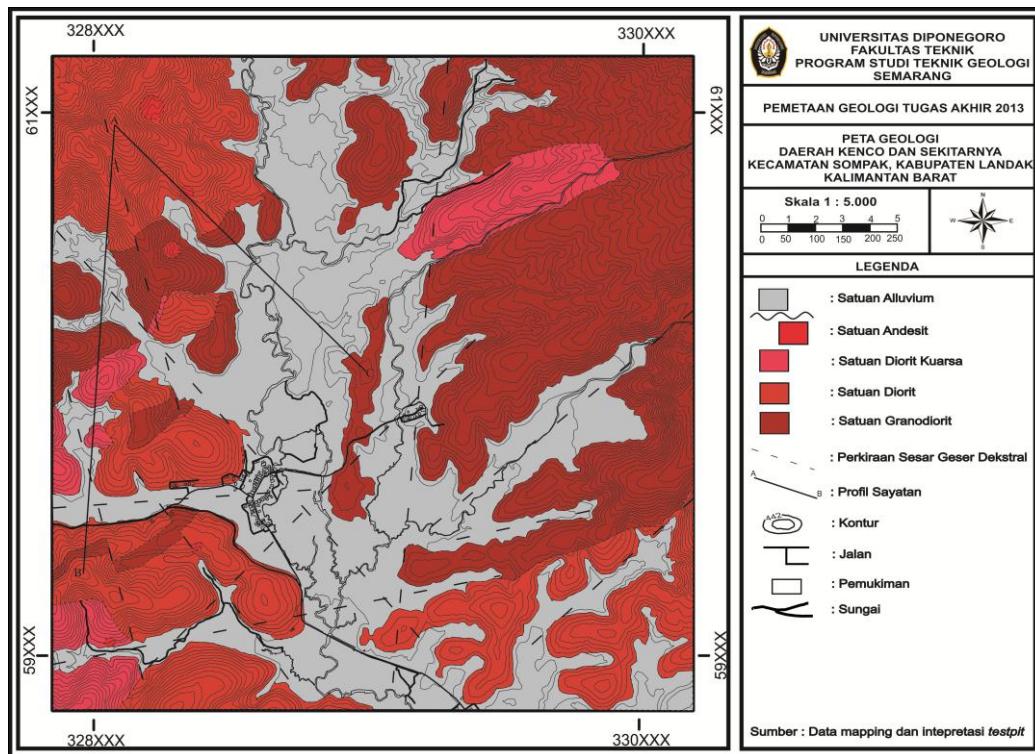 328XXX
330XXX
61XXX
61XXX
59XXX
59XXX
328XXX
330XXX
A
B
C
UNIVERSITAS DIPONEGORO
FAKULTAS TEKNIK
PROGRAM STUDI TEKNIK GEOLOGI
SEMARANG
PEMETAAN GEOLOGI TUGAS AKHIR 2013
PETA GEOLOGI
DAERAH KENCO DAN SEKITARNYA
KECAMATAN SOMPAK, KABUPATEN LANDAK
KALIMANTAN BARAT
Skala 1 : 5.000
0 1 2 3 4 5
0 50 100 150 200 250
N
W E
S
LEGENDA
: Satuan Alluvium
: Satuan Andesit
: Satuan Diorit Kuarsa
: Satuan Diorit
: Satuan Granodiorit
: Perkiraan Sesar Geser Dekstral
A B : Profil Sayatan
442 : Kontur
: Jalan
: Pemukiman
: Sungai
Sumber : Data mapping dan intepretasi testpit